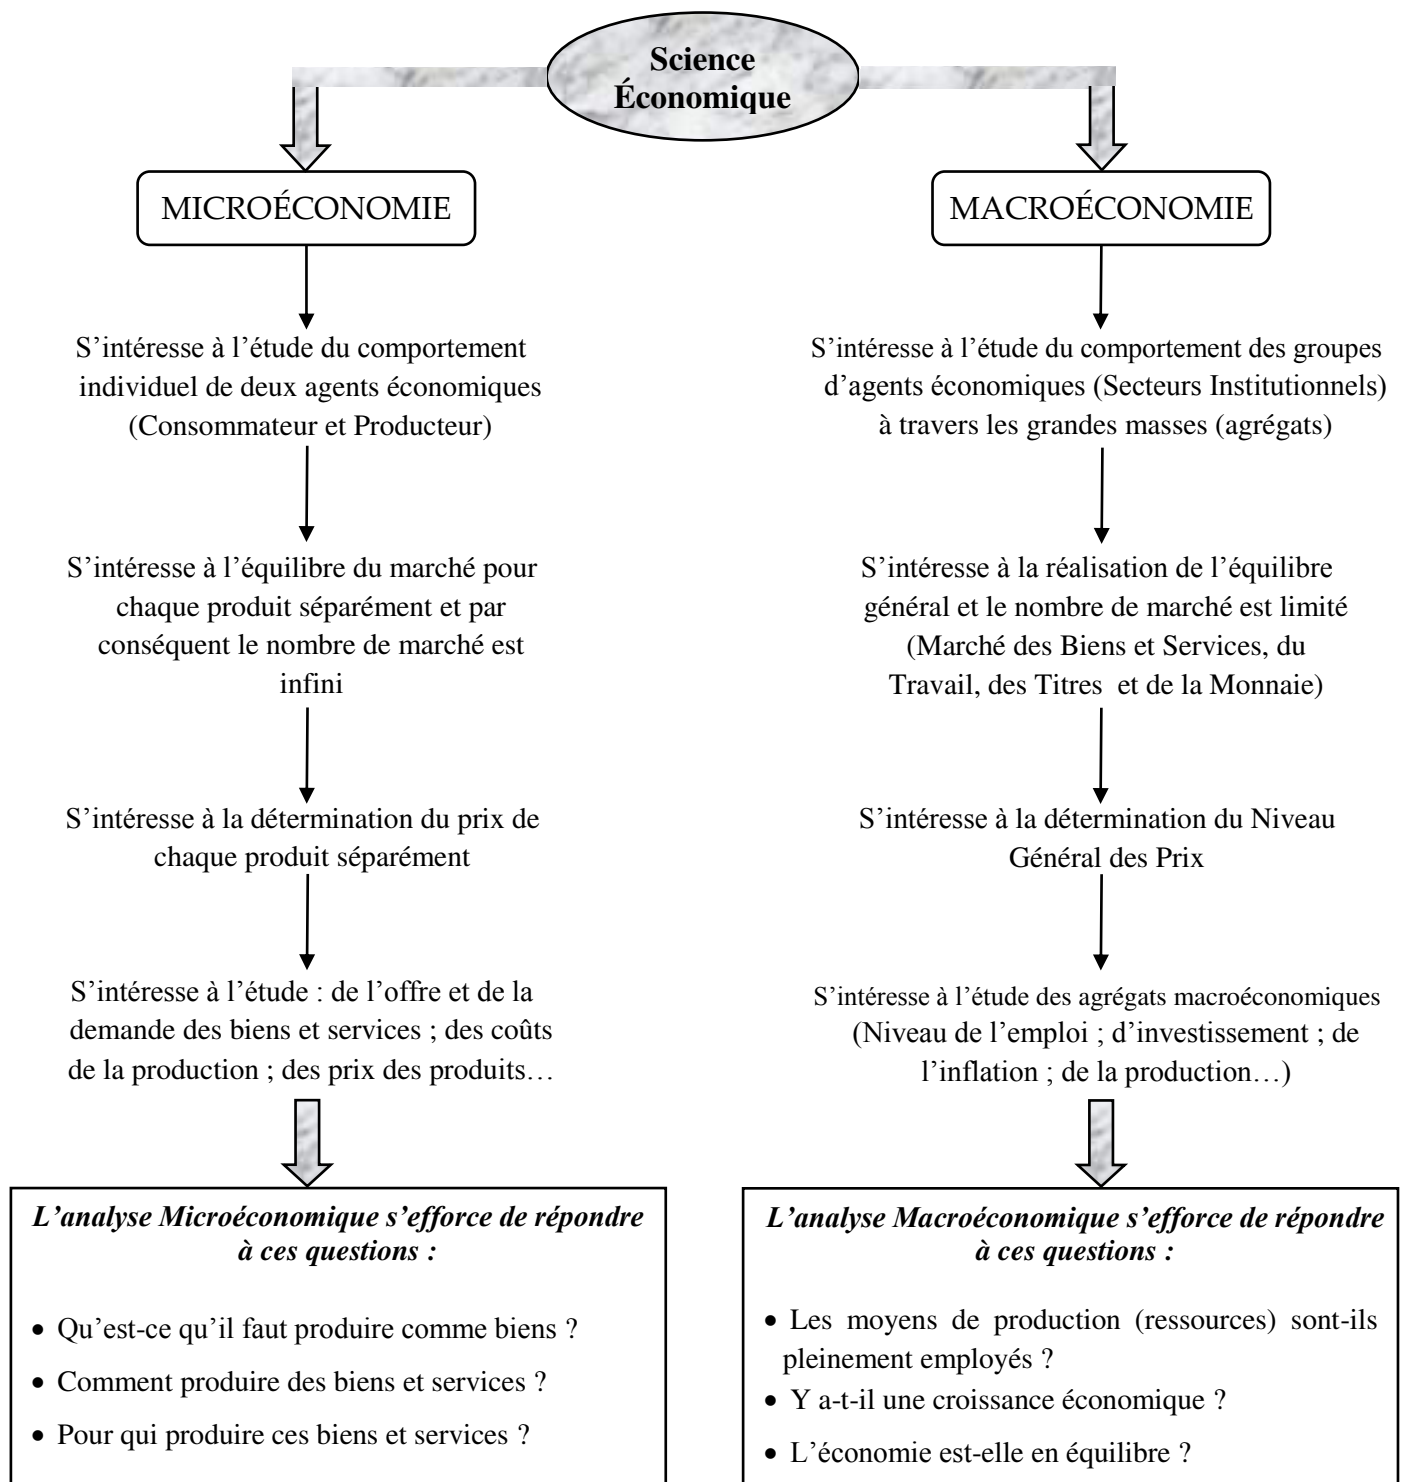 Science
Économique
MICROÉCONOMIE
S’intéresse à l’étude du comportement
individuel de deux agents économiques
(Consommateur et Producteur)
S’intéresse à l’équilibre du marché pour
chaque produit séparément et par
conséquent le nombre de marché est
infini
S’intéresse à la détermination du prix de
chaque produit séparément
S’intéresse à l’étude : de l’offre et de la
demande des biens et services ; des coûts
de la production ; des prix des produits…
L’analyse Microéconomique s’efforce de répondre
à ces questions :
• Qu’est-ce qu’il faut produire comme biens ?
• Comment produire des biens et services ?
• Pour qui produire ces biens et services ?
MACROÉCONOMIE
S’intéresse à l’étude du comportement des groupes
d’agents économiques (Secteurs Institutionnels)
à travers les grandes masses (agrégats)
S’intéresse à la réalisation de l’équilibre
général et le nombre de marché est limité
(Marché des Biens et Services, du
Travail, des Titres et de la Monnaie)
S’intéresse à la détermination du Niveau
Général des Prix
S’intéresse à l’étude des agrégats macroéconomiques
(Niveau de l’emploi ; d’investissement ; de
l’inflation ; de la production…)
L’analyse Macroéconomique s’efforce de répondre
à ces questions :
• Les moyens de production (ressources) sont-ils
pleinement employés ?
• Y a-t-il une croissance économique ?
• L’économie est-elle en équilibre ?